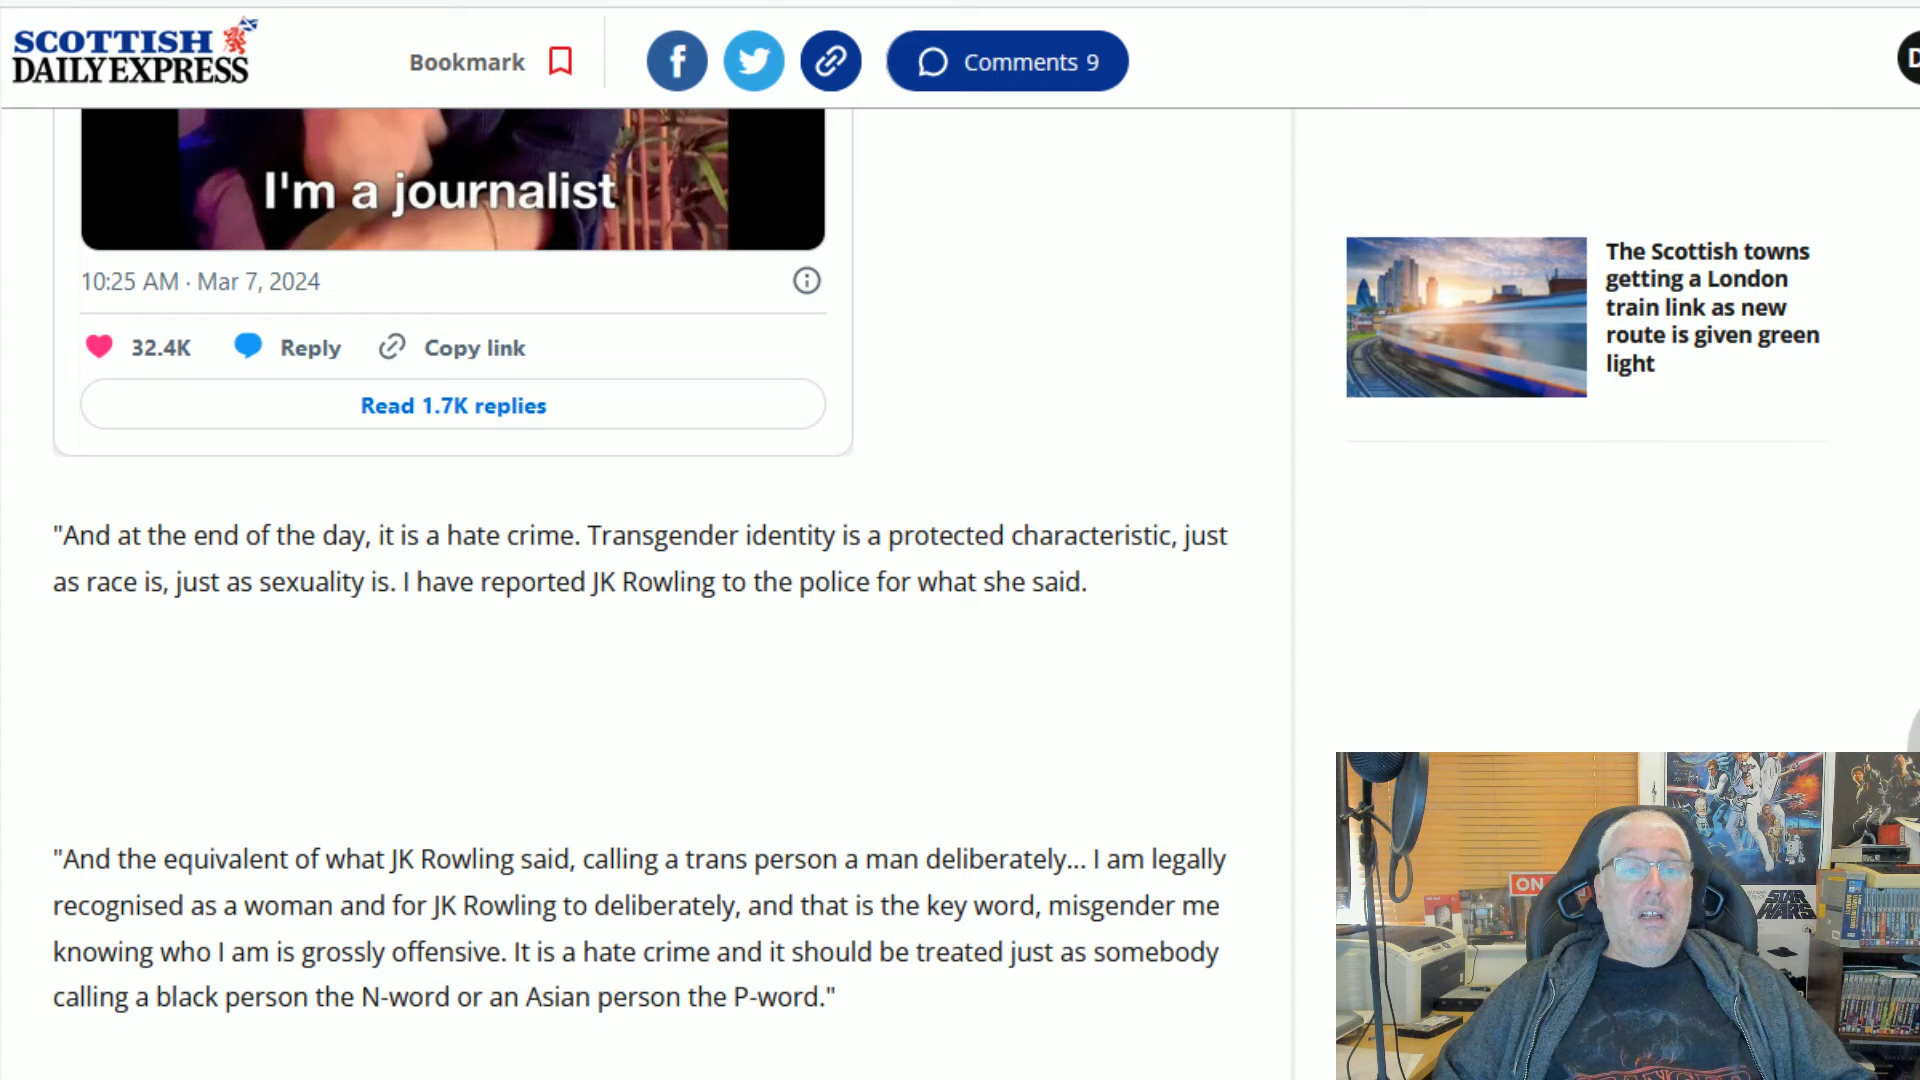 SCOTTISH
DAILY EXPRESS
Bookmark
Comments 9
D
I'm a journalist
10:25 AM · Mar 7, 2024
32.4K Reply Copy link
Read 1.7K replies
"And at the end of the day, it is a hate crime. Transgender identity is a protected characteristic, just
as race is, just as sexuality is. I have reported JK Rowling to the police for what she said.
"And the equivalent of what JK Rowling said, calling a trans person a man deliberately... I am legally
recognised as a woman and for JK Rowling to deliberately, and that is the key word, misgender me
knowing who I am is grossly offensive. It is a hate crime and it should be treated just as somebody
calling a black person the N-word or an Asian person the P-word."
The Scottish towns
getting a London
train link as new
route is given green
light
ON
STAR
WARS